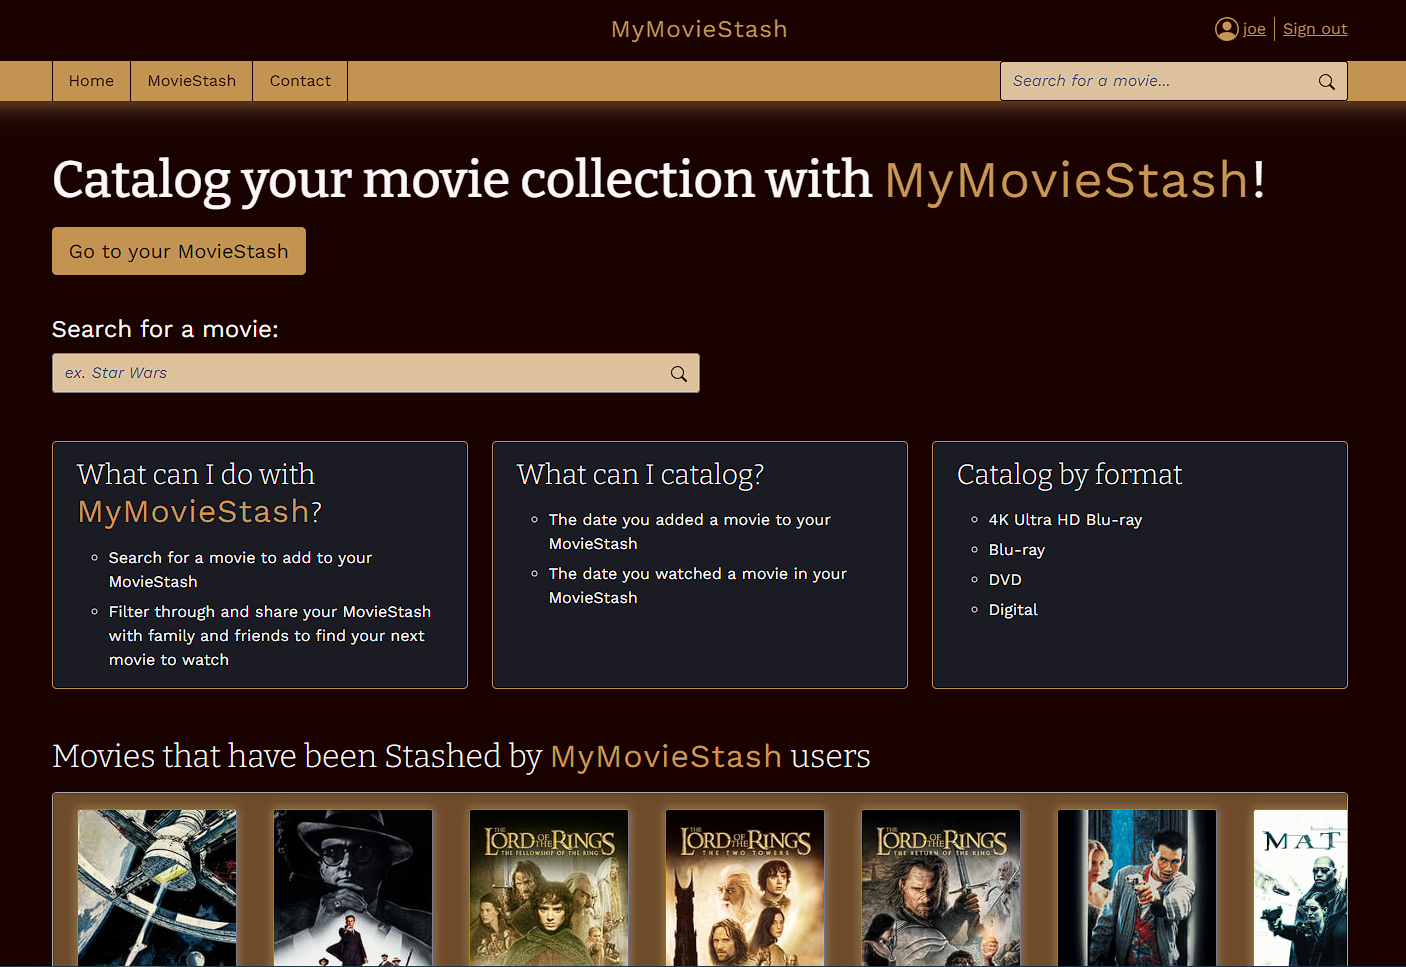 MyMovieStash
joe
Sign out
Home
MovieStash
Contact
Search for a movie...
Catalog your movie collection with MyMovieStash!
Go to your MovieStash
Search for a movie:
ex. Star Wars
What can I do with
MyMovieStash?
Search for a movie to add to your
MovieStash
Filter through and share your MovieStash
with family and friends to find your next
movie to watch
What can I catalog?
The date you added a movie to your
MovieStash
The date you watched a movie in your
MovieStash
Catalog by format
4K Ultra HD Blu-ray
Blu-ray
DVD
Digital
Movies that have been Stashed by MyMovieStash users
THE
LORD OF THE RINGS
THE FELLOWSHIP OF THE RING
THE
LORD OF THE RINGS
THE TWO TOWERS
THE
LORD OF THE RINGS
THE RETURN OF THE KING
MAT